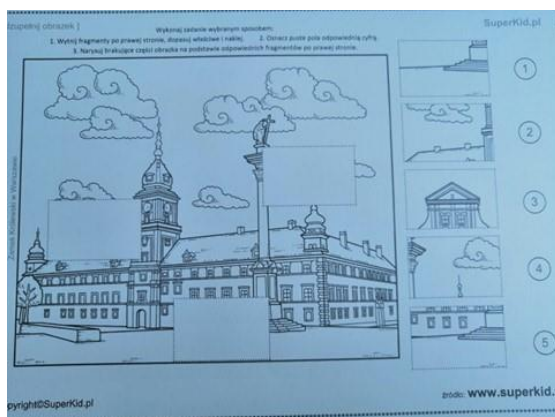 [uzupełnij obrazek ]
SuperKid.pl
Wykonaj zadanie wybranym sposobem:
1. Wytnij fragmenty po prawej stronie, dopasuj właściwe i naklej. 2. Oznacz puste pola odpowiednią cyfrą.
3. Narysuj brakujące części obrazka na podstawie odpowiednich fragmentów po prawej stronie.
Zamek Królewski w Warszawie
1
2
3
4
5
pyright©SuperKid.pl
źródło: www.superkid.